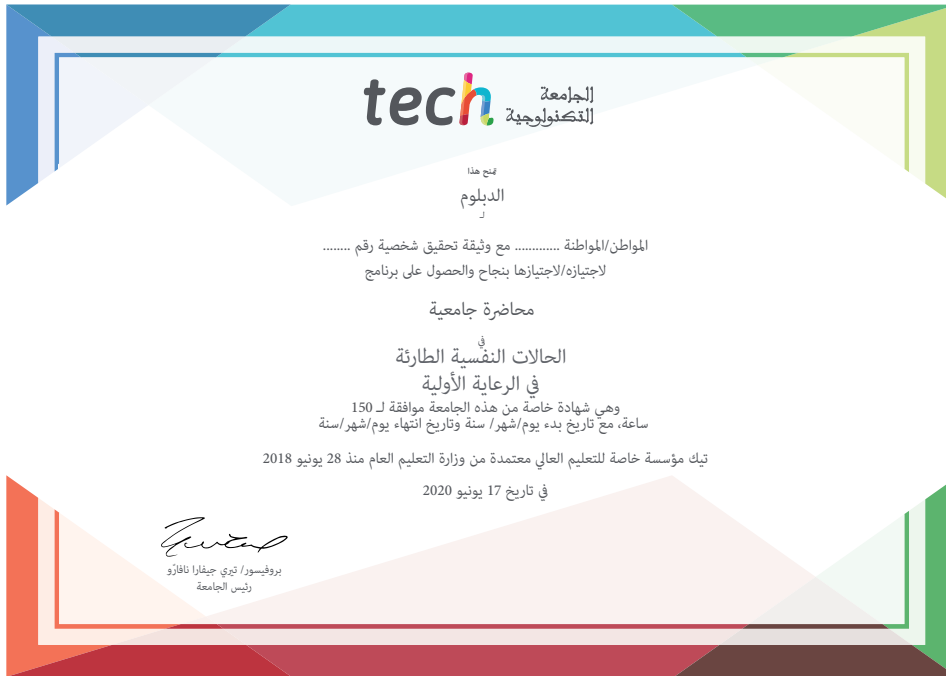 tech الجامعة
التكنولوجية
يمنح هذا
الدبلوم
لـ
المواطن/المواطنة ............ مع وثيقة تحقيق شخصية رقم ........
لاجتيازه/لاجتيازها بنجاح والحصول على برنامج
محاضرة جامعية
في
الحالات النفسية الطارئة
في الرعاية الأولية
وهي شهادة خاصة من هذه الجامعة موافقة لـ 150
ساعة، مع تاريخ بدء يوم/شهر/ سنة وتاريخ انتهاء يوم/شهر/سنة
تيك مؤسسة خاصة للتعليم العالي معتمدة من وزارة التعليم العام منذ 28 يونيو 2018
في تاريخ 17 يونيو 2020
بروفيسور/ تيري جيفارا نافارّو
رئيس الجامعة